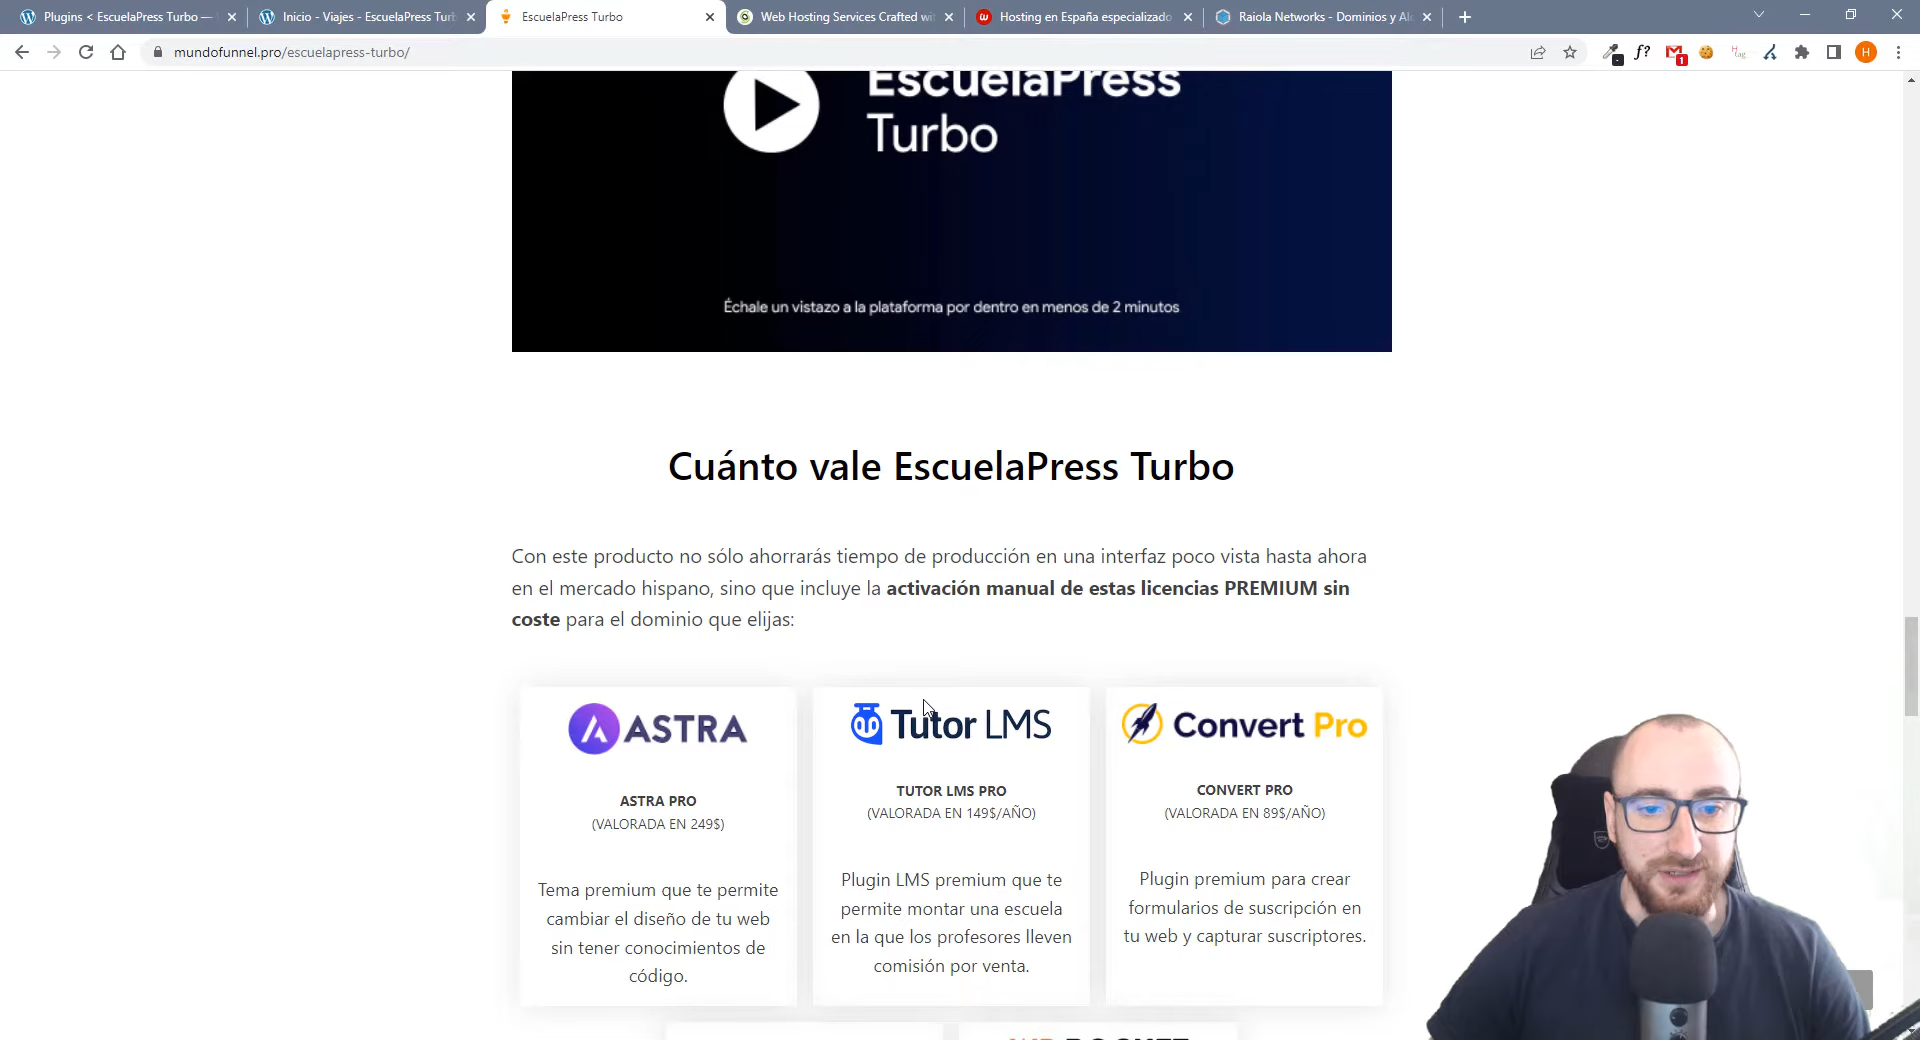 Plugins < EscuelaPress Turbo —
Inicio - Viajes - EscuelaPress Turb
EscuelaPress Turbo
Web Hosting Services Crafted wi
Hosting en España especializado
Raiola Networks - Dominios y Al
mundofunnel.pro/escuelapress-turbo/
1
H
EscuelaPress
Turbo
Échale un vistazo a la plataforma por dentro en menos de 2 minutos
Cuánto vale EscuelaPress Turbo
Con este producto no sólo ahorrarás tiempo de producción en una interfaz poco vista hasta ahora
en el mercado hispano, sino que incluye la activación manual de estas licencias PREMIUM sin
coste para el dominio que elijas:
ASTRA
ASTRA PRO
(VALORADA EN 249$)
Tema premium que te permite
cambiar el diseño de tu web
sin tener conocimientos de
código.
Tutor LMS
TUTOR LMS PRO
(VALORADA EN 149$/AÑO)
Plugin LMS premium que te
permite montar una escuela
en la que los profesores lleven
comisión por venta.
Convert Pro
CONVERT PRO
(VALORADA EN 89$/AÑO)
Plugin premium para crear
formularios de suscripción en
tu web y capturar suscriptores.